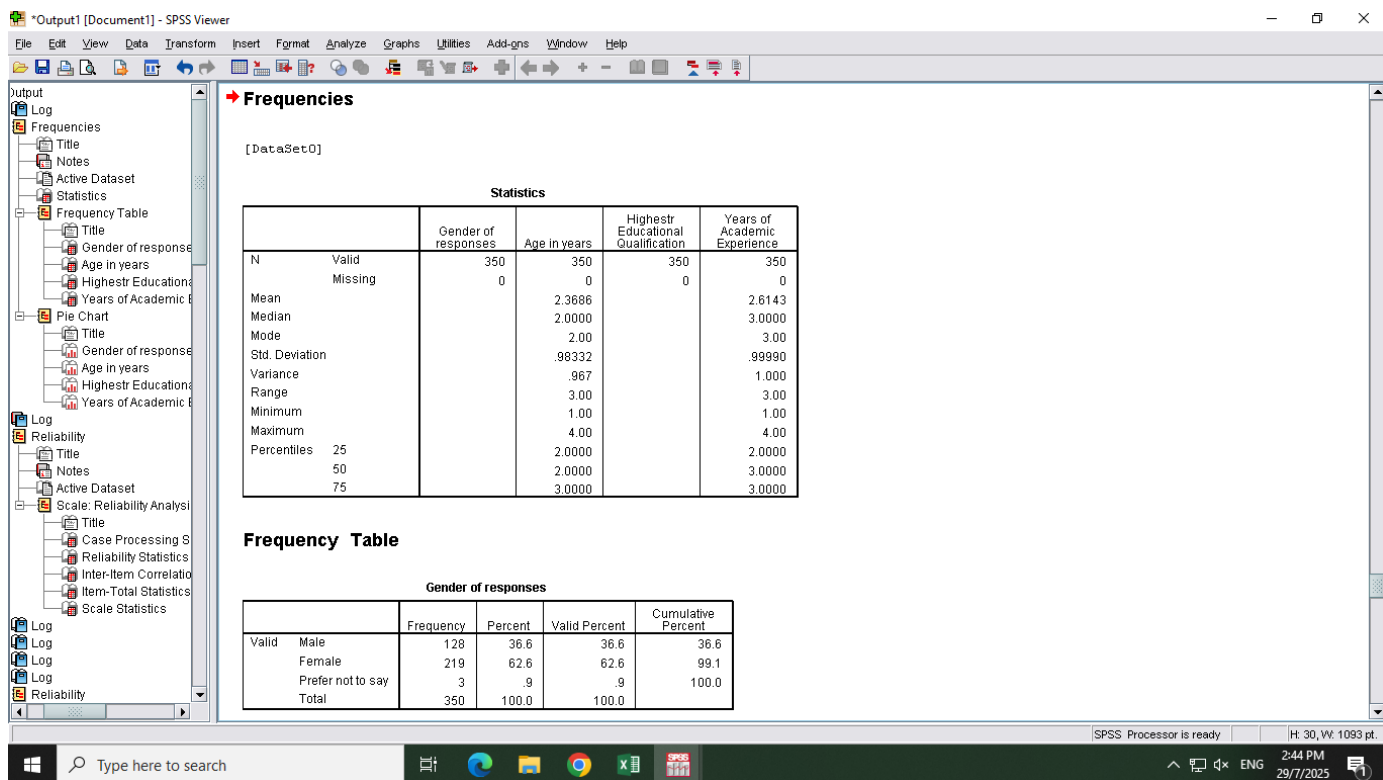 *Output1 [Document1] - SPSS Viewer
File Edit View Data Transform Insert Format Analyze Graphs Utilities Add-ons Window Help
)utput
Log
Frequencies
Title
Notes
Active Dataset
Statistics
Frequency Table
Title
Gender of response
Age in years
Highestr Educationa
Years of Academic E
Pie Chart
Title
Gender of response
Age in years
Highestr Educationa
Years of Academic E
Log
Reliability
Title
Notes
Active Dataset
Scale: Reliability Analysi
Title
Case Processing S
Reliability Statistics
Inter-Item Correlatio
Item-Total Statistics
Scale Statistics
Log
Log
Log
Log
Reliability
Frequencies
[DataSet0]
Statistics
Gender of responses Age in years Highestr Educational Qualification Years of Academic Experience
N Valid 350 350 350 350
Missing 0 0 0 0
Mean 2.3686 2.6143
Median 2.0000 3.0000
Mode 2.00 3.00
Std. Deviation .98332 .99990
Variance .967 1.000
Range 3.00 3.00
Minimum 1.00 1.00
Maximum 4.00 4.00
Percentiles 25 2.0000 2.0000
50 2.0000 3.0000
75 3.0000 3.0000
Frequency Table
Gender of responses
Frequency Percent Valid Percent Cumulative Percent
Valid Male 128 36.6 36.6 36.6
Female 219 62.6 62.6 99.1
Prefer not to say 3 .9 .9 100.0
Total 350 100.0 100.0
SPSS Processor is ready H: 30, W: 1093 pt.
Type here to search
SPSS
ENG
2:44 PM
29/7/2025
1